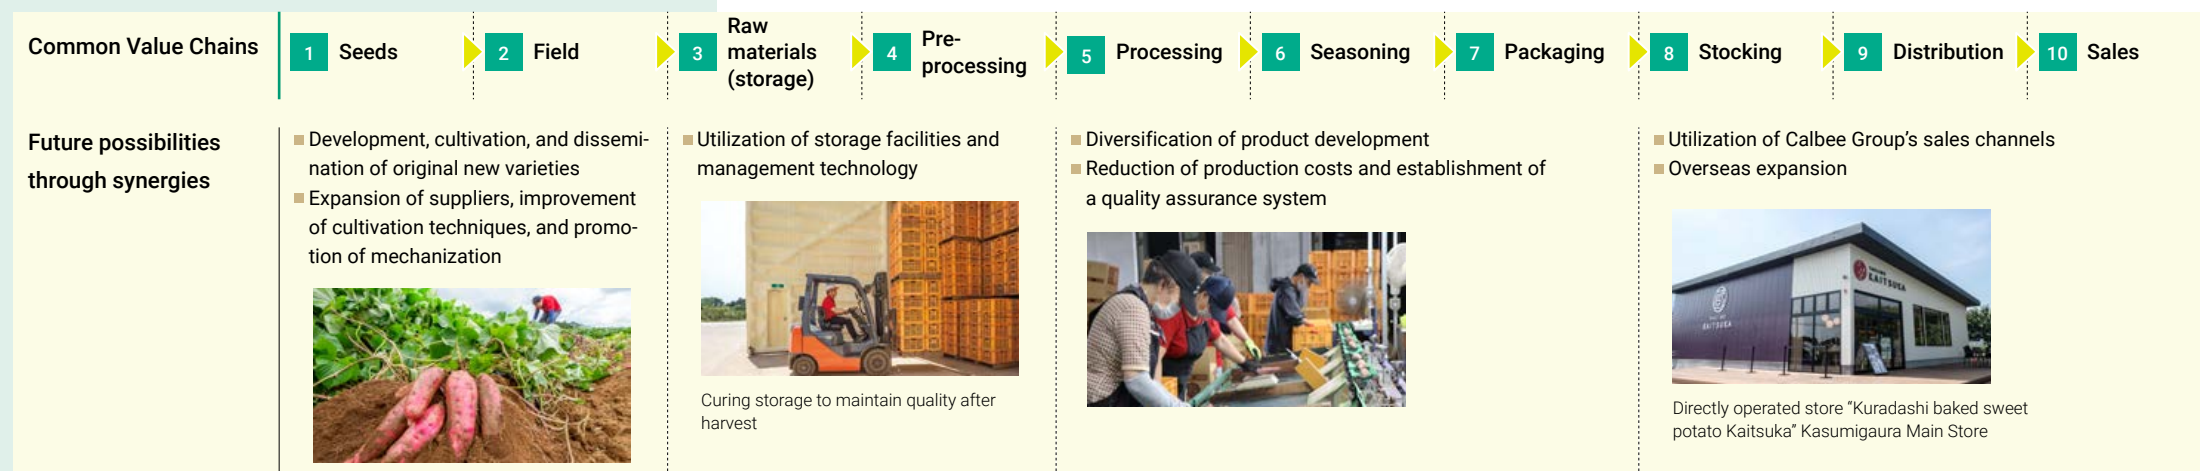 Common Value Chains
1 Seeds
2 Field
3 Raw
materials
(storage)
4 Pre-
processing
5 Processing
6 Seasoning
7 Packaging
8 Stocking
9 Distribution
10 Sales
Future possibilities
through synergies
Development, cultivation, and dissemi-
nation of original new varieties
Expansion of suppliers, improvement
of cultivation techniques, and promo-
tion of mechanization
Utilization of storage facilities and
management technology
Curing storage to maintain quality after
harvest
Diversification of product development
Reduction of production costs and establishment of
a quality assurance system
Utilization of Calbee Group’s sales channels
Overseas expansion
KAITSUKA
KAITSUKA
Directly operated store “Kuradashi baked sweet
potato Kaitsuka” Kasumigaura Main Store